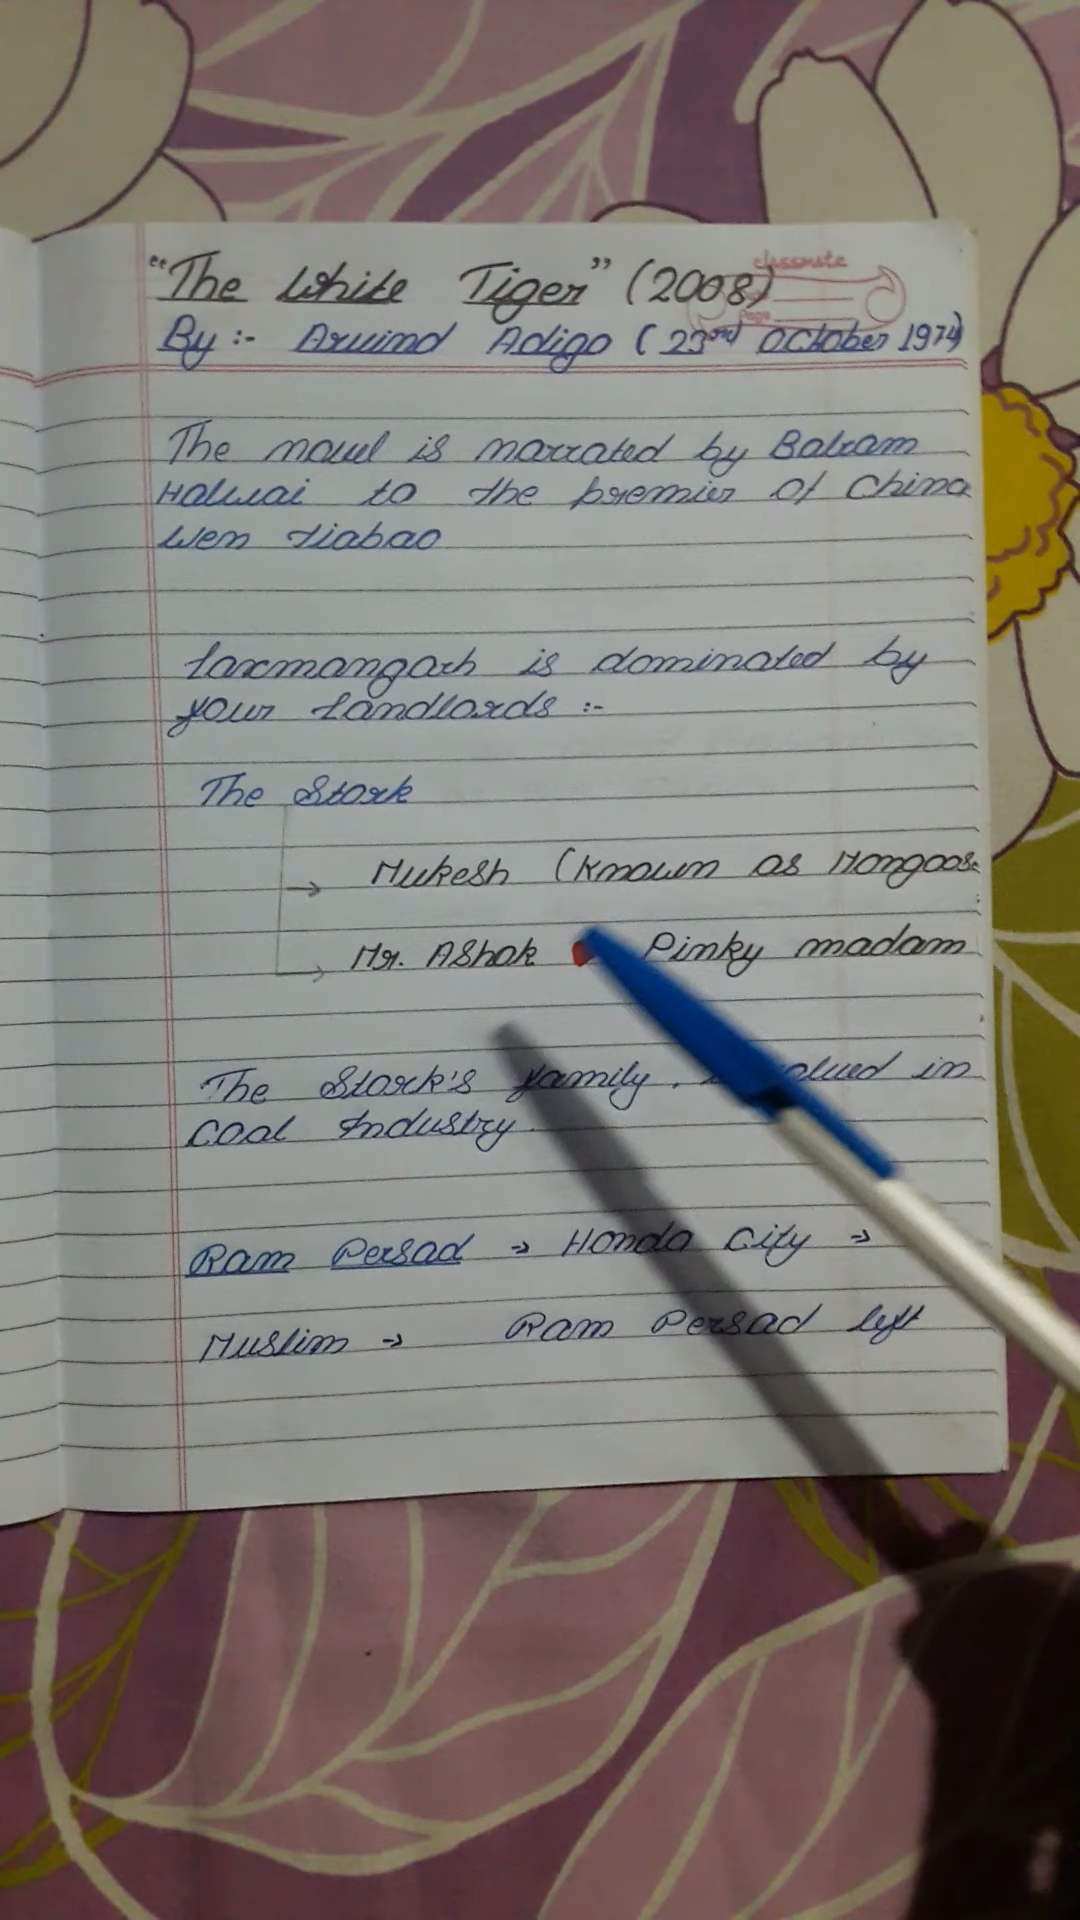 "The White Tiger" (2008)
classmate
Page
By :- Arvind Adiga (23rd October 1974)
The novel is narrated by Balram
Halwai to the premier of China
Wen Jiabao
Laxmangarh is dominated by
four Landlords :-
The Stork
→ Mukesh (Known as Mongoose
→ Mr. Ashok Pinky madam
The Stork's family. in
Coal Industry.
Ram Persad → Honda City →
Muslim → Ram Persad left